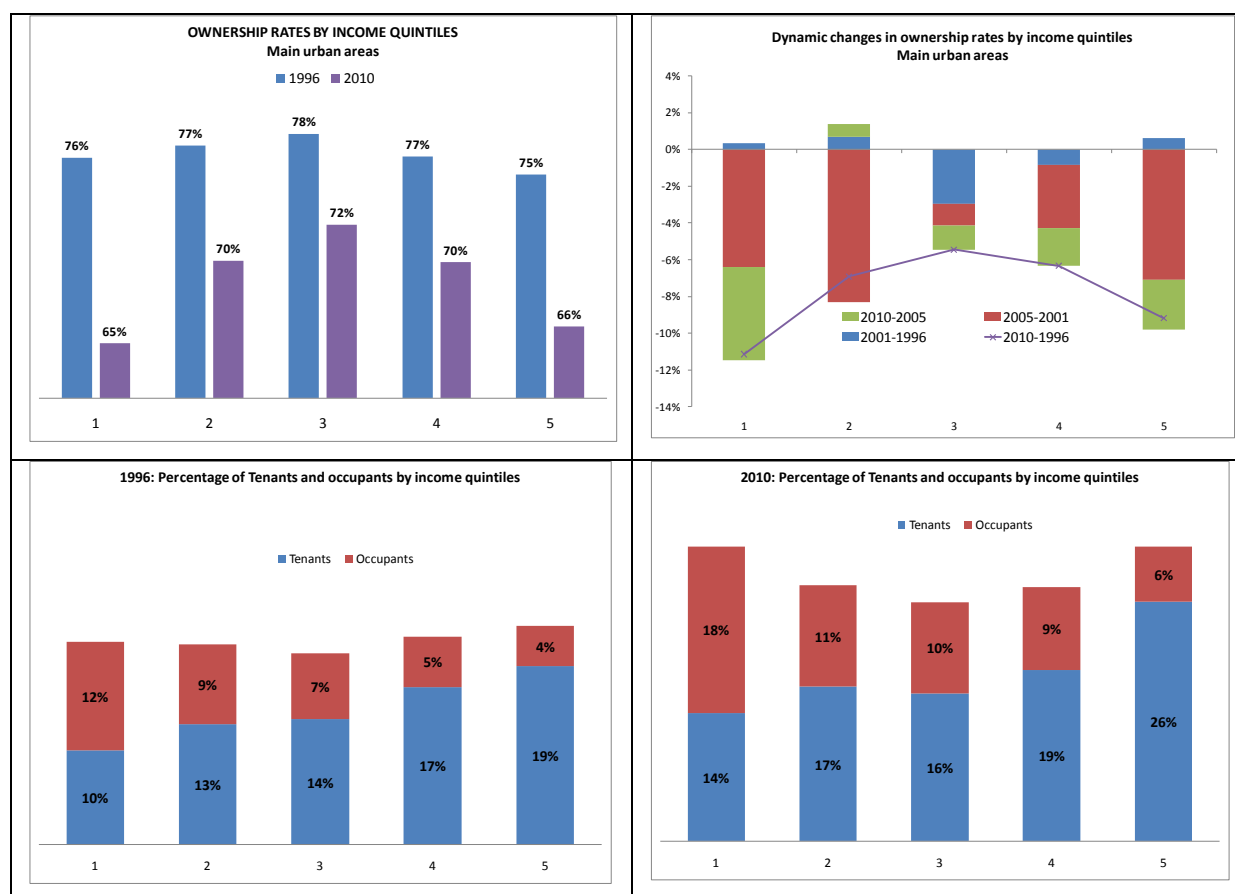 OWNERSHIP RATES BY INCOME QUINTILES
Main urban areas
1996 2010
76% 65% 77% 70% 78% 72% 77% 70% 75% 66%
1 2 3 4 5
Dynamic changes in ownership rates by income quintiles
Main urban areas
4%
2%
0%
-2%
-4%
-6%
-8%
-10%
-12%
-14%
2010-2005 2005-2001
2001-1996 2010-1996
1 2 3 4 5
1996: Percentage of Tenants and occupants by income quintiles
Tenants Occupants
12% 9% 7% 5% 4%
10% 13% 14% 17% 19%
1 2 3 4 5
2010: Percentage of Tenants and occupants by income quintiles
Tenants Occupants
18% 11% 10% 9% 6%
14% 17% 16% 19% 26%
1 2 3 4 5